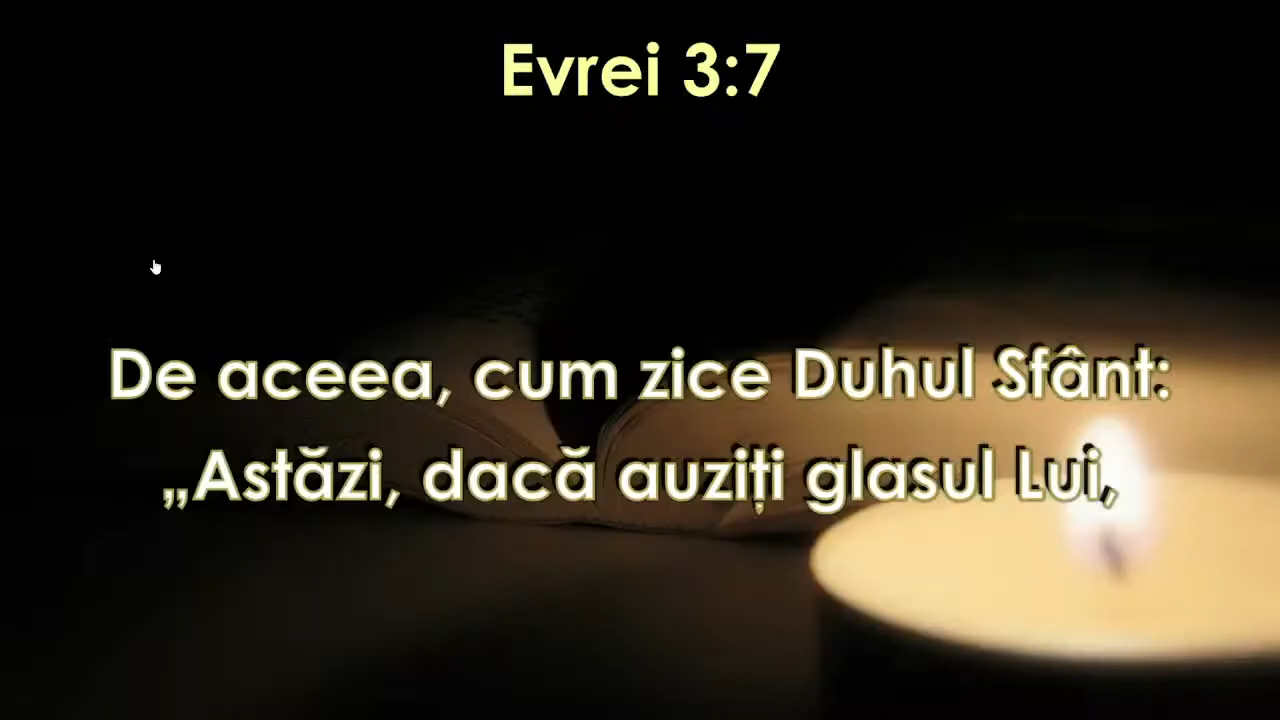 Evrei 3:7
De aceea, cum zice Duhul Sfânt:
„Astăzi, dacă auziți glasul Lui,